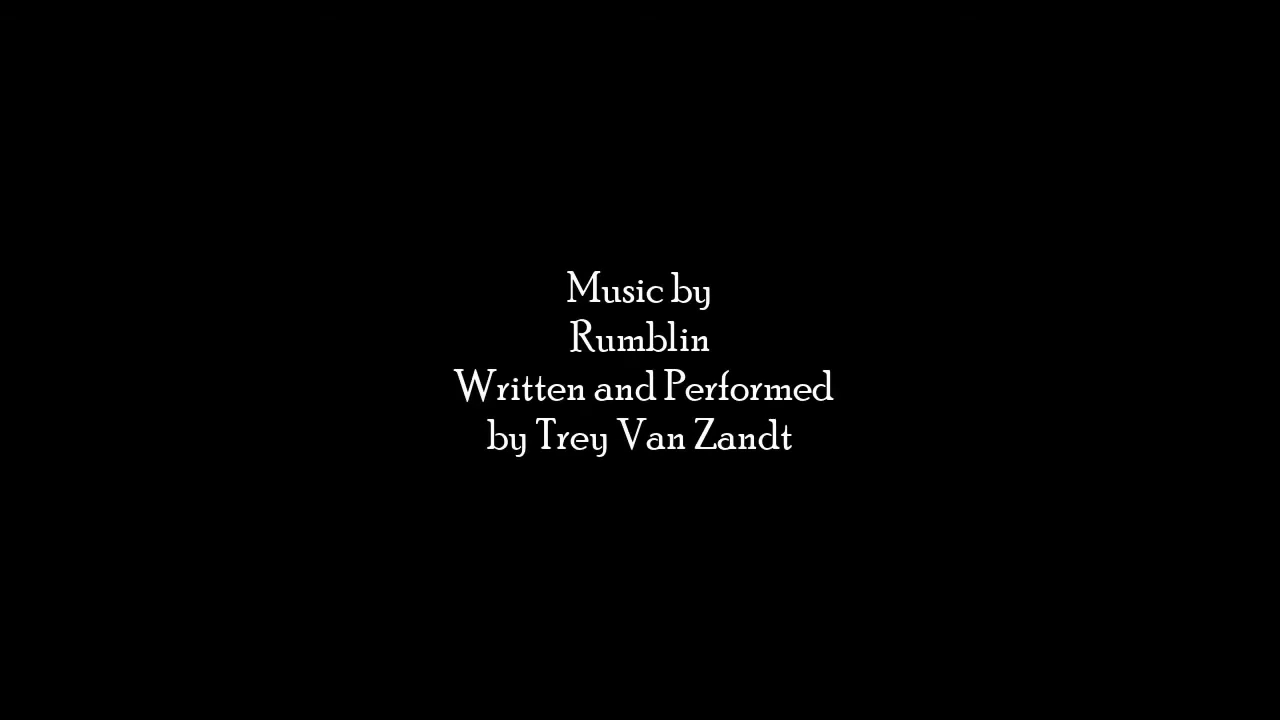 Music by
Rumblin
Written and Performed
by Trey Van Zandt